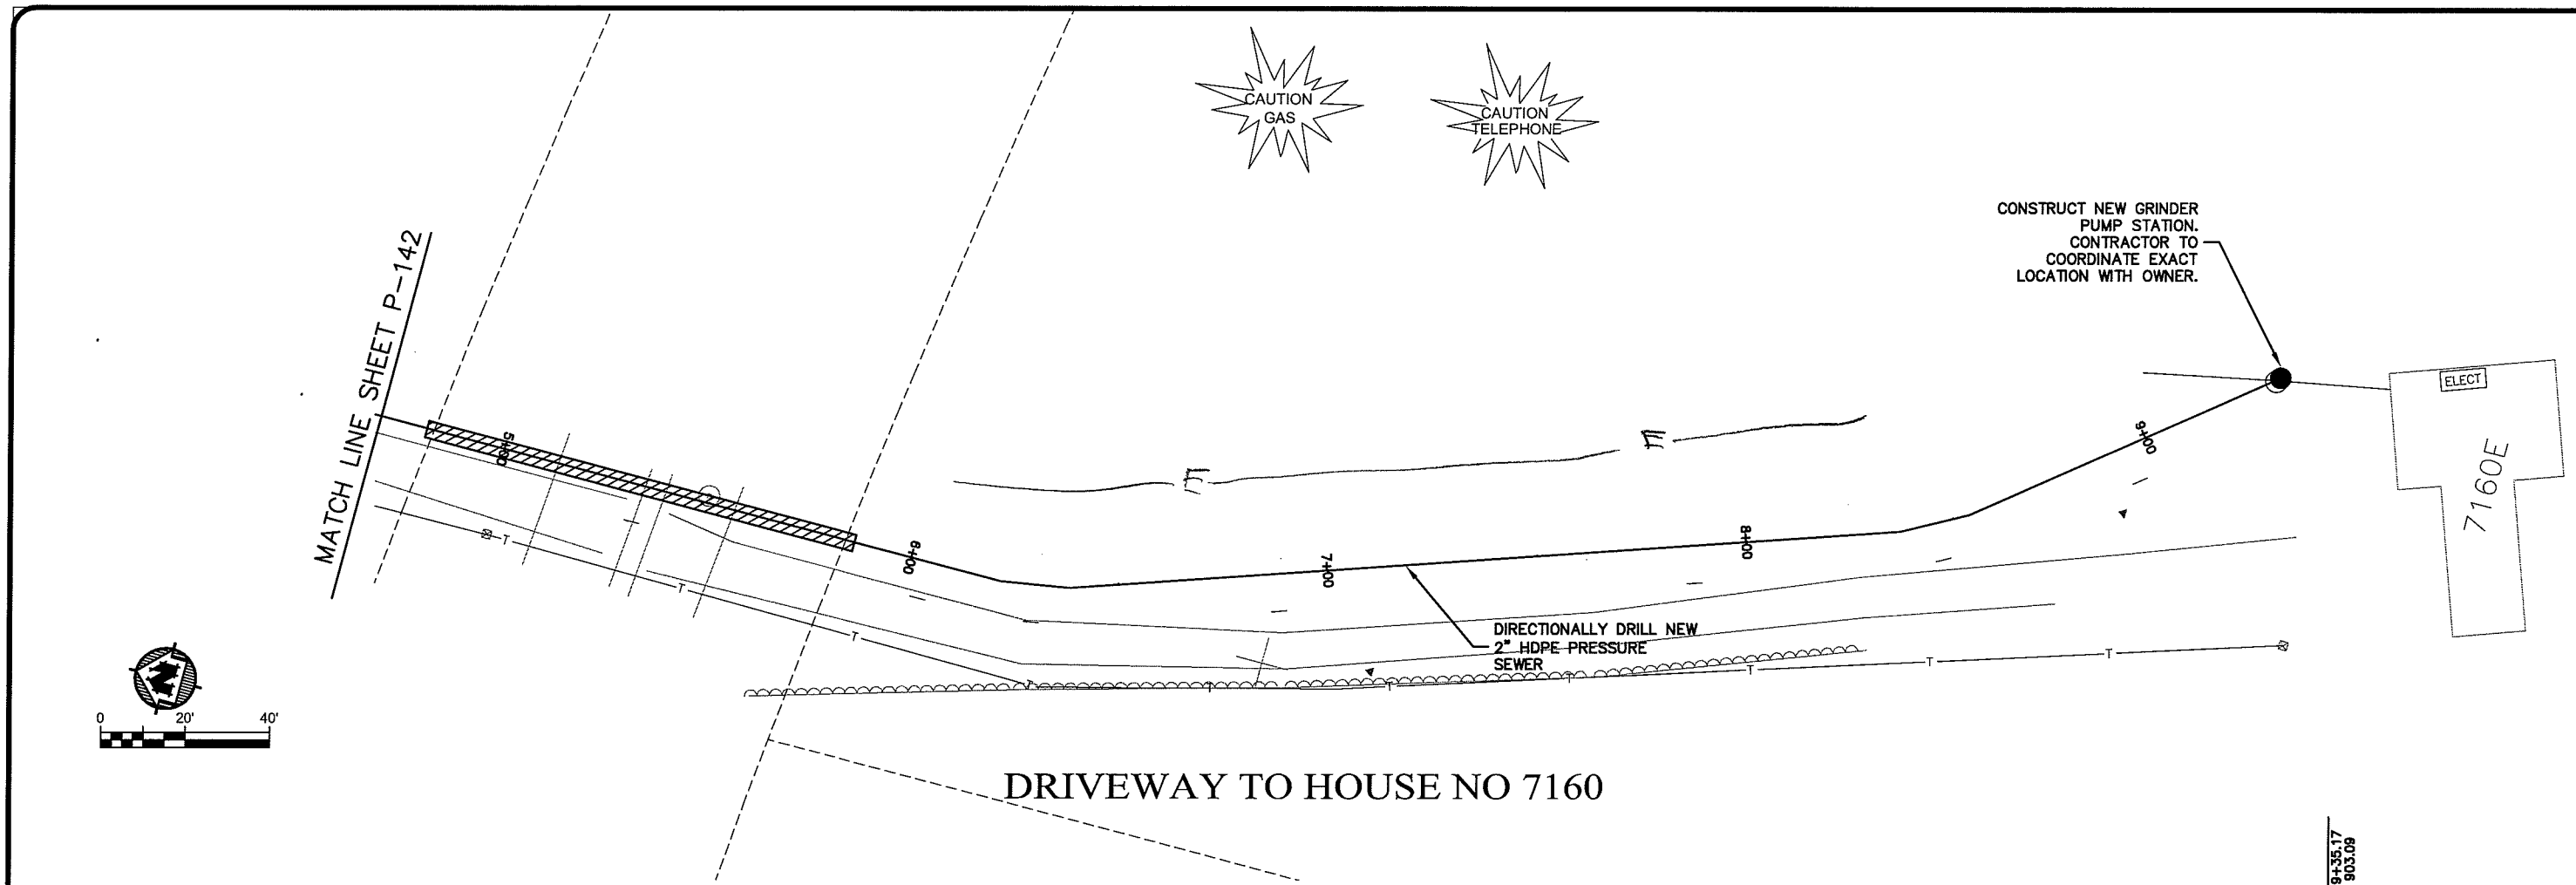 CAUTION
GAS
CAUTION
TELEPHONE
CONSTRUCT NEW GRINDER
PUMP STATION.
CONTRACTOR TO
COORDINATE EXACT
LOCATION WITH OWNER.
MATCH LINE SHEET P-142
ELECT
7160E
5+00
6+00
7+00
8+00
9+00
E
E
T
T
T
T
T
T
T
T
T
T
DIRECTIONALLY DRILL NEW
2" HDPE PRESSURE
SEWER
N
0 20' 40'
DRIVEWAY TO HOUSE NO 7160
9+35.17
903.09